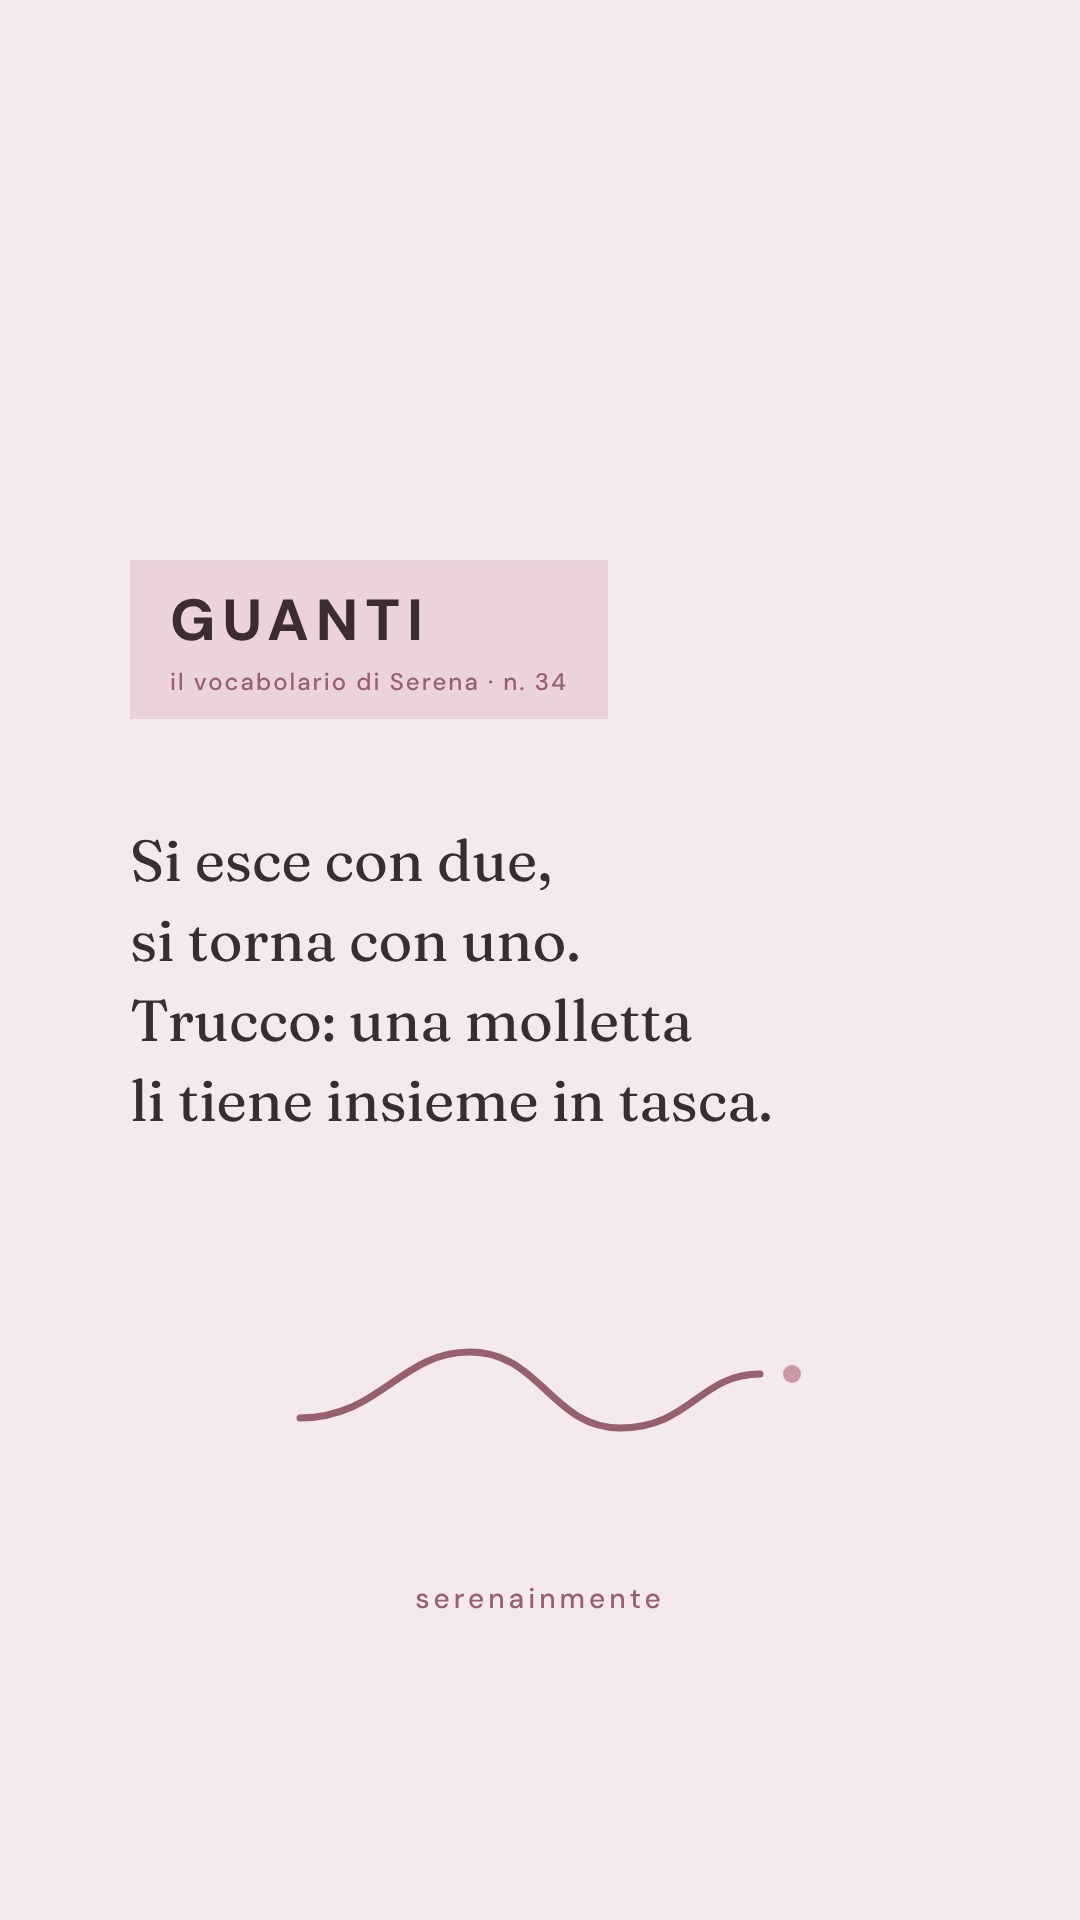 GUANTI
il vocabolario di Serena · n. 34
Si esce con due,
si torna con uno.
Trucco: una molletta
li tiene insieme in tasca.
serenainmente